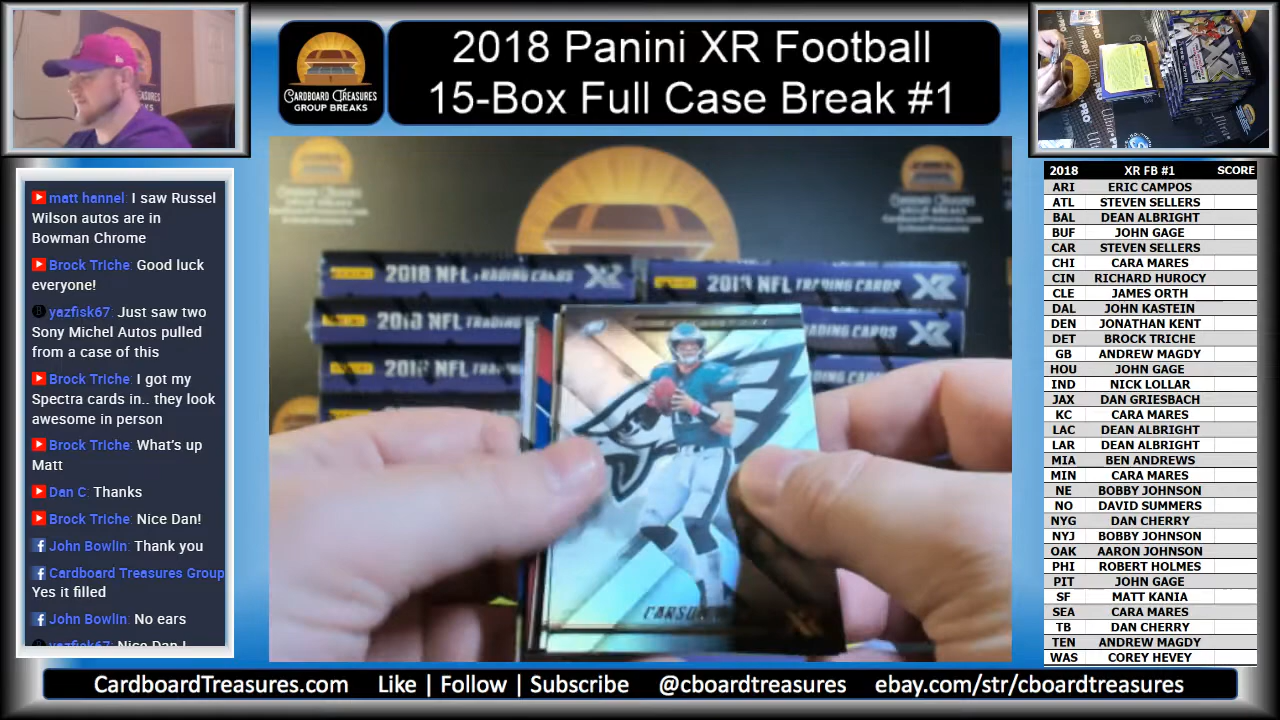 2018 Panini XR Football
15-Box Full Case Break #1
CARDBOARD TREASURES
GROUP BREAKS
matt hannel: I saw Russel
Wilson autos are in
Bowman Chrome
Brock Triche: Good luck
everyone!
yazfisk67: Just saw two
Sony Michel Autos pulled
from a case of this
Brock Triche: I got my
Spectra cards in.. they look
awesome in person
Brock Triche: What's up
Matt
Dan C: Thanks
Brock Triche: Nice Dan!
John Bowlin: Thank you
Cardboard Treasures Group
Yes it filled
John Bowlin: No ears
yazfisk67: Nice Dan !
2018 NFL TRADING CARDS XR
2018 NFL TRADING CARDS XR
2018 NFL TRADING
TRADING CARDS XR
2018 NFL
CARSON
2018 XR FB #1 SCORE
ARI ERIC CAMPOS
ATL STEVEN SELLERS
BAL DEAN ALBRIGHT
BUF JOHN GAGE
CAR STEVEN SELLERS
CHI CARA MARES
CIN RICHARD HUROCY
CLE JAMES ORTH
DAL JOHN KASTEIN
DEN JONATHAN KENT
DET BROCK TRICHE
GB ANDREW MAGDY
HOU JOHN GAGE
IND NICK LOLLAR
JAX DAN GRIESBACH
KC CARA MARES
LAC DEAN ALBRIGHT
LAR DEAN ALBRIGHT
MIA BEN ANDREWS
MIN CARA MARES
NE BOBBY JOHNSON
NO DAVID SUMMERS
NYG DAN CHERRY
NYJ BOBBY JOHNSON
OAK AARON JOHNSON
PHI ROBERT HOLMES
PIT JOHN GAGE
SF MATT KANIA
SEA CARA MARES
TB DAN CHERRY
TEN ANDREW MAGDY
WAS COREY HEVEY
CardboardTreasures.com Like | Follow | Subscribe @cboardtreasures ebay.com/str/cboardtreasures